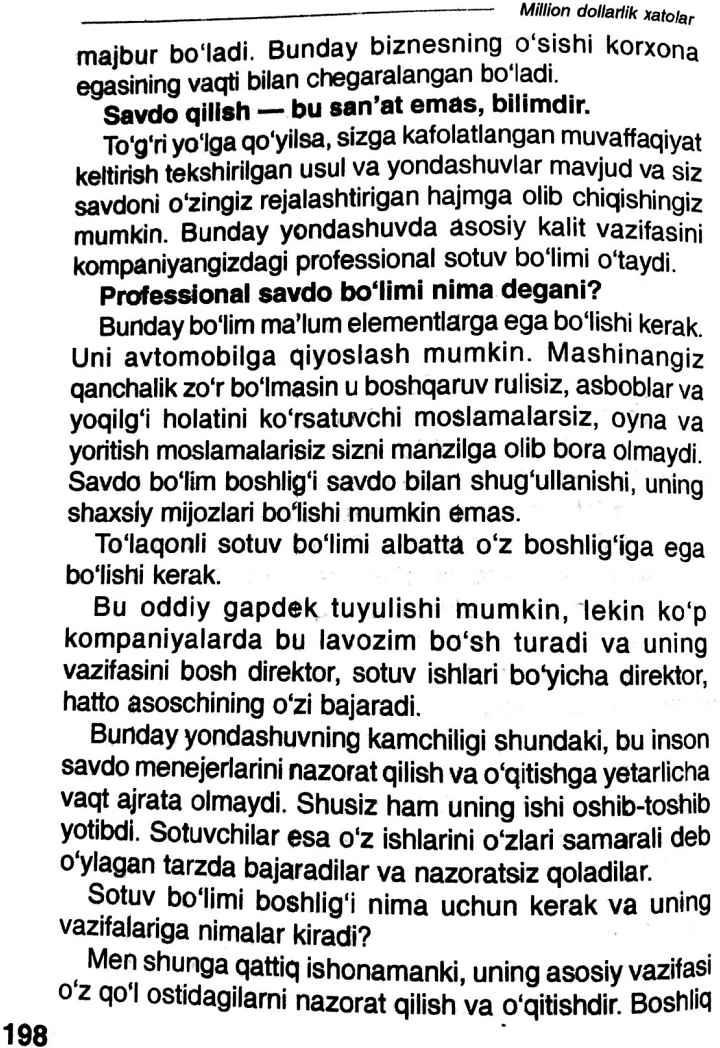 Million dollarlik xatolar
majbur bo‘ladi. Bunday biznesning o‘sishi korxona
egasining vaqti bilan chegaralangan bo‘ladi.
Savdo qilish — bu san’at emas, bilimdir.
To‘g‘ri yo‘lga qo‘yilsa, sizga kafolatlangan muvaffaqiyat
keltirish tekshirilgan usul va yondashuvlar mavjud va siz
savdoni o‘zingiz rejalashtirigan hajmga olib chiqishingiz
mumkin. Bunday yondashuvda asosiy kalit vazifasini
kompaniyangizdagi professional sotuv bo‘limi o‘taydi.
Professional savdo bo‘limi nima degani?
Bunday bo‘lim ma’lum elementlarga ega bo‘lishi kerak.
Uni avtomobilga qiyoslash mumkin. Mashinangiz
qanchalik zo‘r bo‘lmasin u boshqaruv rulisiz, asboblar va
yoqilg‘i holatini ko‘rsatuvchi moslamalarsiz, oyna va
yoritish moslamalarisiz sizni manzilga olib bora olmaydi.
Savdo bo‘lim boshlig‘i savdo bilan shug‘ullanishi, uning
shaxsiy mijozlari bo‘lishi mumkin emas.
To‘laqonli sotuv bo‘limi albatta o‘z boshlig‘iga ega
bo‘lishi kerak.
Bu oddiy gapdek tuyulishi mumkin, lekin ko‘p
kompaniyalarda bu lavozim bo‘sh turadi va uning
vazifasini bosh direktor, sotuv ishlari bo‘yicha direktor,
hatto asoschining o‘zi bajaradi.
Bunday yondashuvning kamchiligi shundaki, bu inson
savdo menejerlarini nazorat qilish va o‘qitishga yetarlicha
vaqt ajrata olmaydi. Shusiz ham uning ishi oshib-toshib
yotibdi. Sotuvchilar esa o‘z ishlarini o‘zlari samarali deb
o‘ylagan tarzda bajaradilar va nazoratsiz qoladilar.
Sotuv bo‘limi boshlig‘i nima uchun kerak va uning
vazifalariga nimalar kiradi?
Men shunga qattiq ishonamanki, uning asosiy vazifasi
o‘z qo‘l ostidagilarni nazorat qilish va o‘qitishdir. Boshliq
198